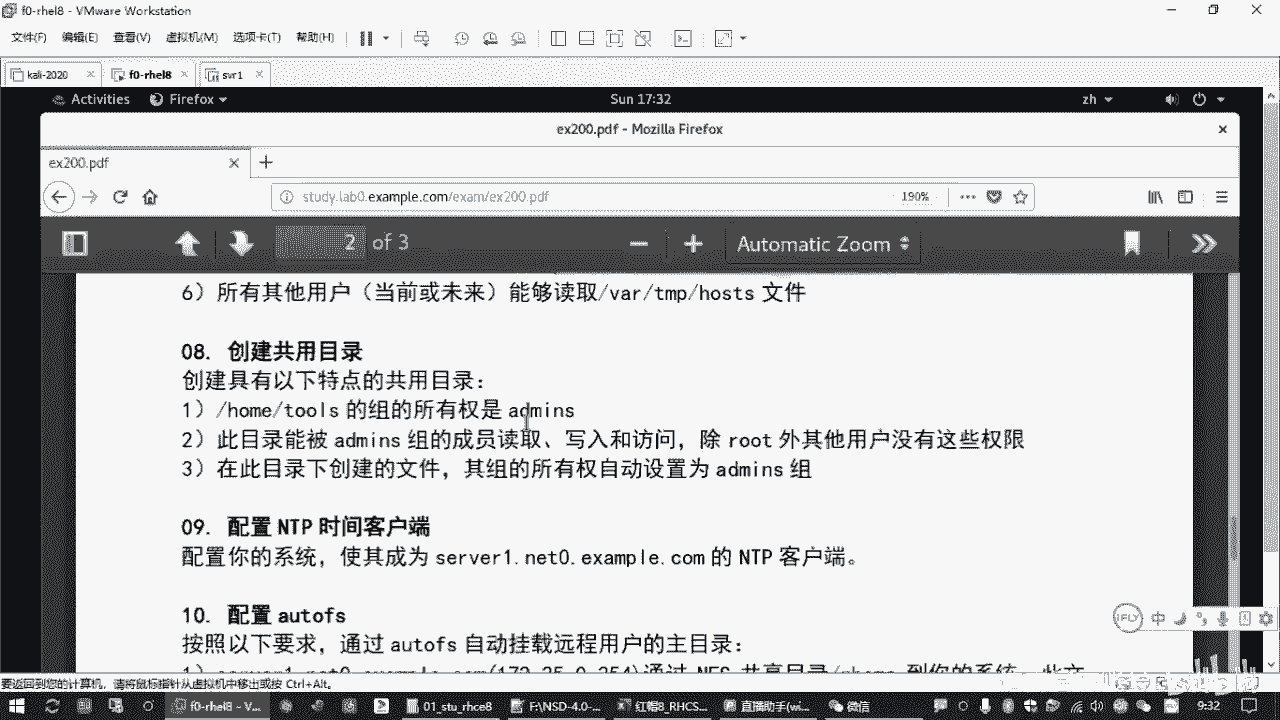 f0-rhel8 - VMware Workstation
文件(F) 编辑(E) 查看(V) 虚拟机(M) 选项卡(T) 帮助(H)
kali-2020 f0-rhel8 svr1
Activities Firefox Sun 17:32 zh
ex200.pdf - Mozilla Firefox
ex200.pdf
study.lab0.example.com/exam/ex200.pdf 190%
2 of 3 Automatic Zoom
6）所有其他用户（当前或未来）能够读取/var/tmp/hosts 文件
08. 创建共用目录
创建具有以下特点的共用目录：
1）/home/tools 的组的所有权是 admins
2）此目录能被 admins 组的成员读取、写入和访问，除 root 外其他用户没有这些权限
3）在此目录下创建的文件，其组的所有权自动设置为 admins 组
09. 配置 NTP 时间客户端
配置你的系统，使其成为 server1.net0.example.com 的 NTP 客户端。
10. 配置 autofs
按照以下要求，通过 autofs 自动挂载远程用户的主目录：
iFLY 中
要返回到您的计算机，请将鼠标指针从虚拟机中移出或按 Ctrl+Alt。
f0-rhel8 - V... 01_stu_rhce8 F:\NSD-4.0-... 红帽8_RHCS... 直播助手(wi... 微信 9:32